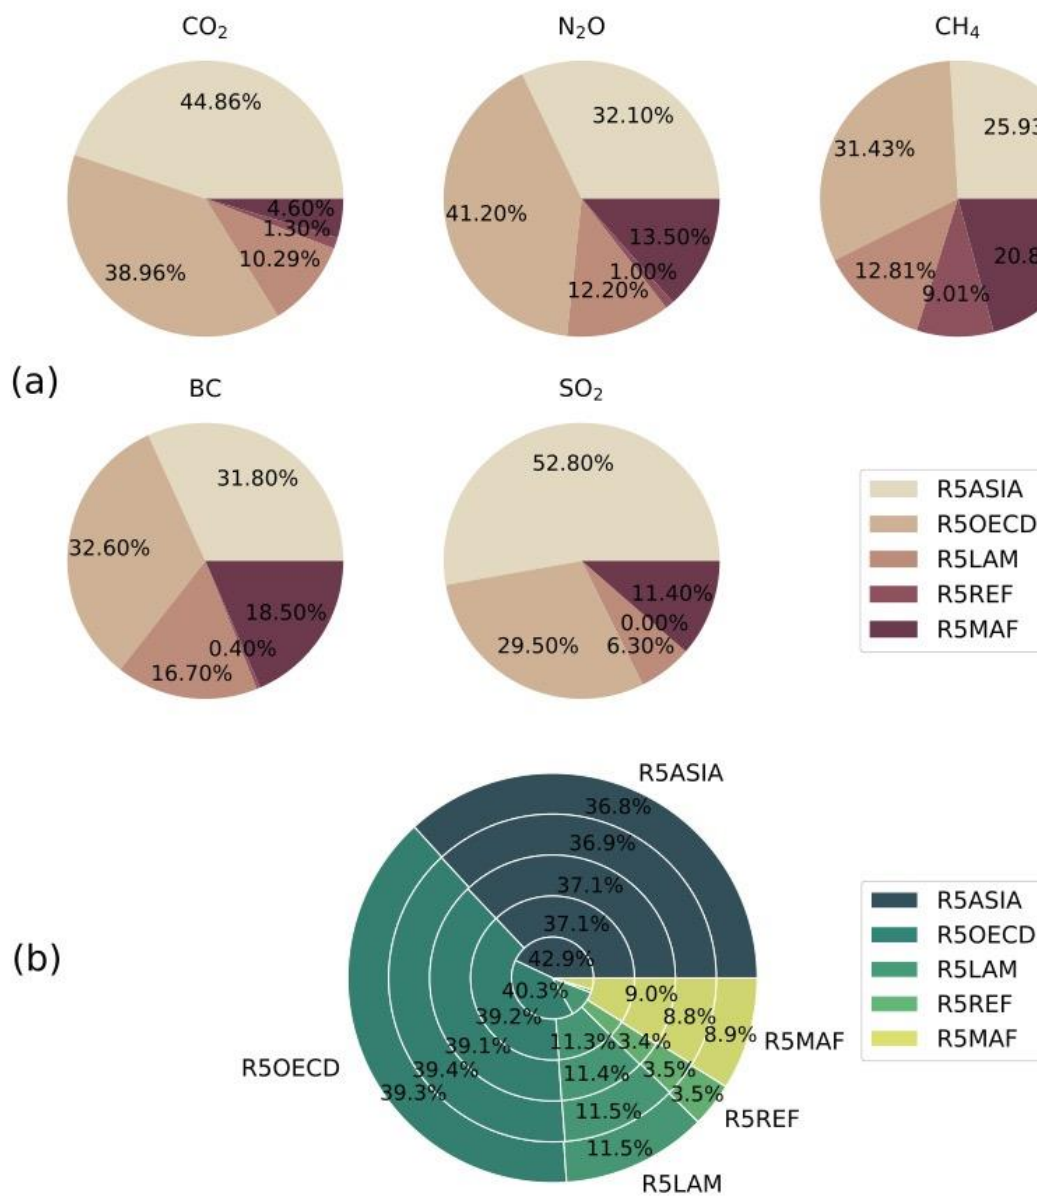 CO₂
N₂O
CH₄
44.86%
38.96%
10.29%
1.30%
4.60%
32.10%
41.20%
12.20%
1.00%
13.50%
25.93
31.43%
12.81%
9.01%
20.8
(a)
BC
SO₂
31.80%
32.60%
16.70%
0.40%
18.50%
52.80%
29.50%
6.30%
0.00%
11.40%
R5ASIA
R5OECD
R5LAM
R5REF
R5MAF
(b)
R5ASIA
36.8%
36.9%
37.1%
37.1%
42.9%
40.3%
39.2%
39.1%
39.4%
39.3%
R5OECD
11.3%
11.4%
11.5%
11.5%
R5LAM
3.4%
3.5%
3.5%
R5REF
9.0%
8.8%
8.9%
R5MAF
R5ASIA
R5OECD
R5LAM
R5REF
R5MAF